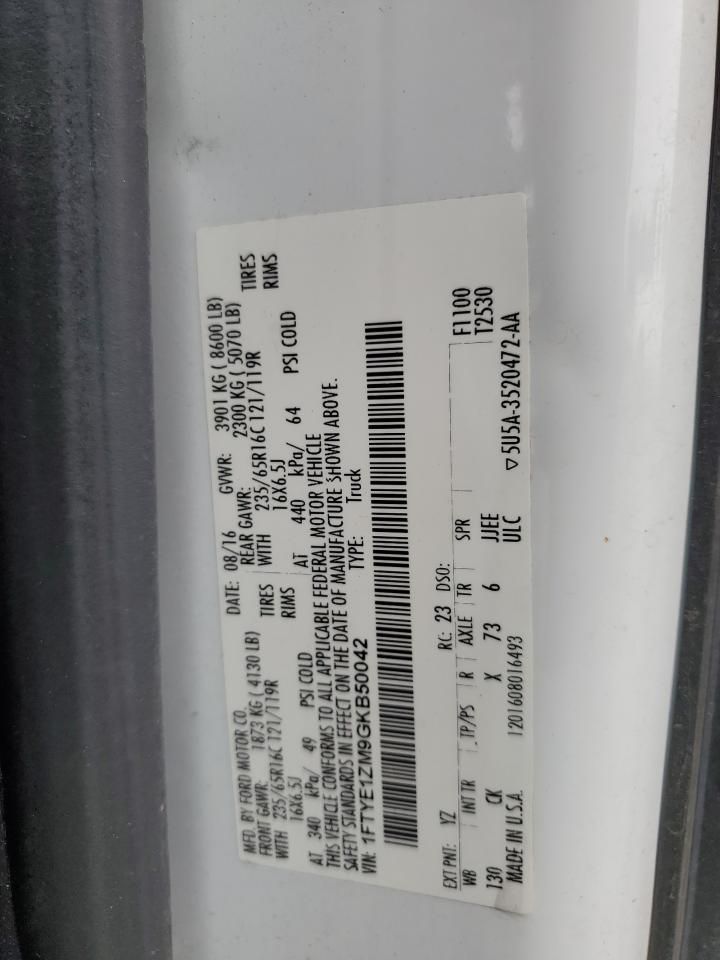 MFD. BY FORD MOTOR CO. DATE: 08/16 GVWR: 3901 KG ( 8600 LB)
FRONT GAWR: 1873 KG ( 4130 LB) REAR GAWR: 2300 KG ( 5070 LB)
WITH 235/65R16C 121/119R TIRES WITH 235/65R16C 121/119R TIRES
16X6.5J RIMS 16X6.5J RIMS
AT 340 kPa/ 49 PSI COLD AT 440 kPa/ 64 PSI COLD
THIS VEHICLE CONFORMS TO ALL APPLICABLE FEDERAL MOTOR VEHICLE
SAFETY STANDARDS IN EFFECT ON THE DATE OF MANUFACTURE SHOWN ABOVE.
VIN: 1FTYE1ZM9GKB50042 TYPE: Truck
EXT PNT: YZ RC: 23 DSO:
WB INT TR TP/PS R AXLE TR SPR F1100
T2530
130 CK X 73 6 JJEE
ULC
MADE IN U.S.A. 1201608016493 ▽5U5A-3520472-AA